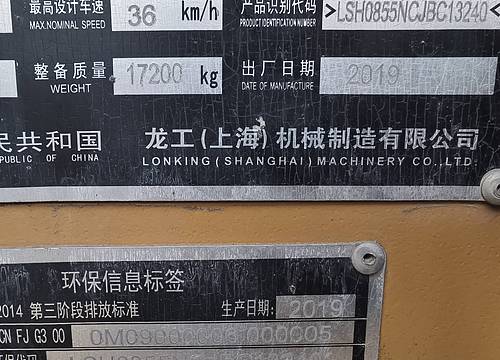 最高设计车速 36 km/h 产品识别代码 >LSH0855NCJBC13240<
MAX.NOMINAL SPEED PRODUCT IDENTIFICATION NUMBER
整备质量 17200 kg 出厂日期 2019
WEIGHT DATE OF MANUFACTURE
民共和国 龙工(上海)机械制造有限公司
PUBLIC OF CHINA LONKING (SHANGHAI) MACHINERY CO.,LTD.
环保信息标签
2014 第三阶段排放标准 生产日期: 2019
CN FJ G3 00